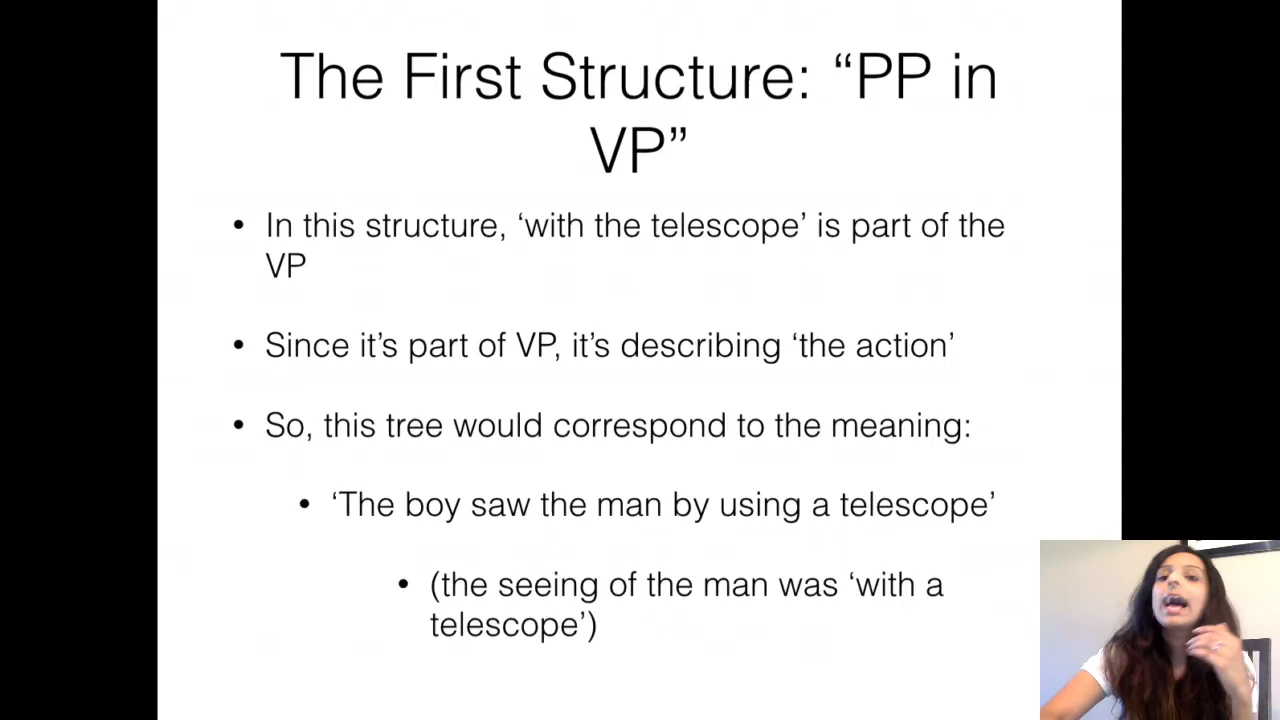 The First Structure: “PP in
VP”
• In this structure, ‘with the telescope’ is part of the
VP
• Since it’s part of VP, it’s describing ‘the action’
• So, this tree would correspond to the meaning:
• ‘The boy saw the man by using a telescope’
• (the seeing of the man was ‘with a
telescope’)